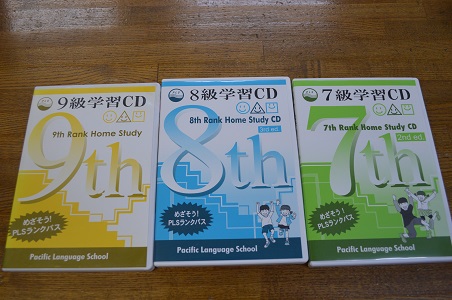 9級学習CD
9th Rank Home Study
9th
めざそう!
PLSランクパス
Pacific Language School
8級学習CD
8th Rank Home Study CD
3rd ed.
8th
めざそう!
PLSランクパス
Pacific Language School
7級学習CD
7th Rank Home Study CD
2nd ed.
7th
めざそう!
PLSランクパス
Pacific Language School